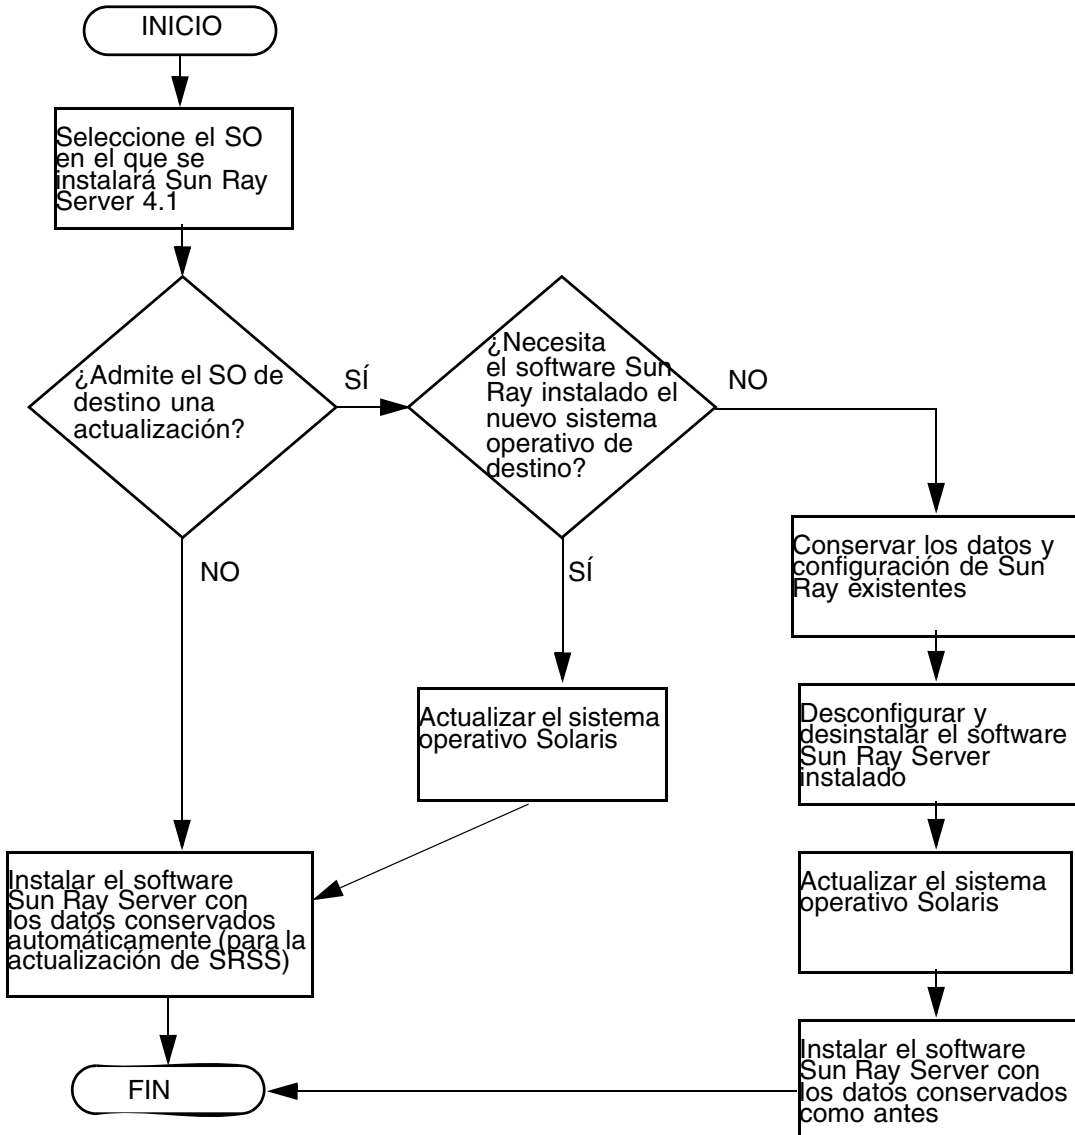 INICIO
Seleccione el SO
en el que se
instalará Sun Ray
Server 4.1
¿Admite el SO de
destino una
actualización?
SÍ
¿Necesita
el software Sun
Ray instalado el
nuevo sistema
operativo de
destino?
NO
NO
SÍ
Conservar los datos y
configuración de Sun
Ray existentes
Actualizar el sistema
operativo Solaris
Desconfigurar y
desinstalar el software
Sun Ray Server
instalado
Instalar el software
Sun Ray Server con
los datos conservados
automáticamente (para la
actualización de SRSS)
Actualizar el sistema
operativo Solaris
Instalar el software
Sun Ray Server con
los datos conservados
como antes
FIN